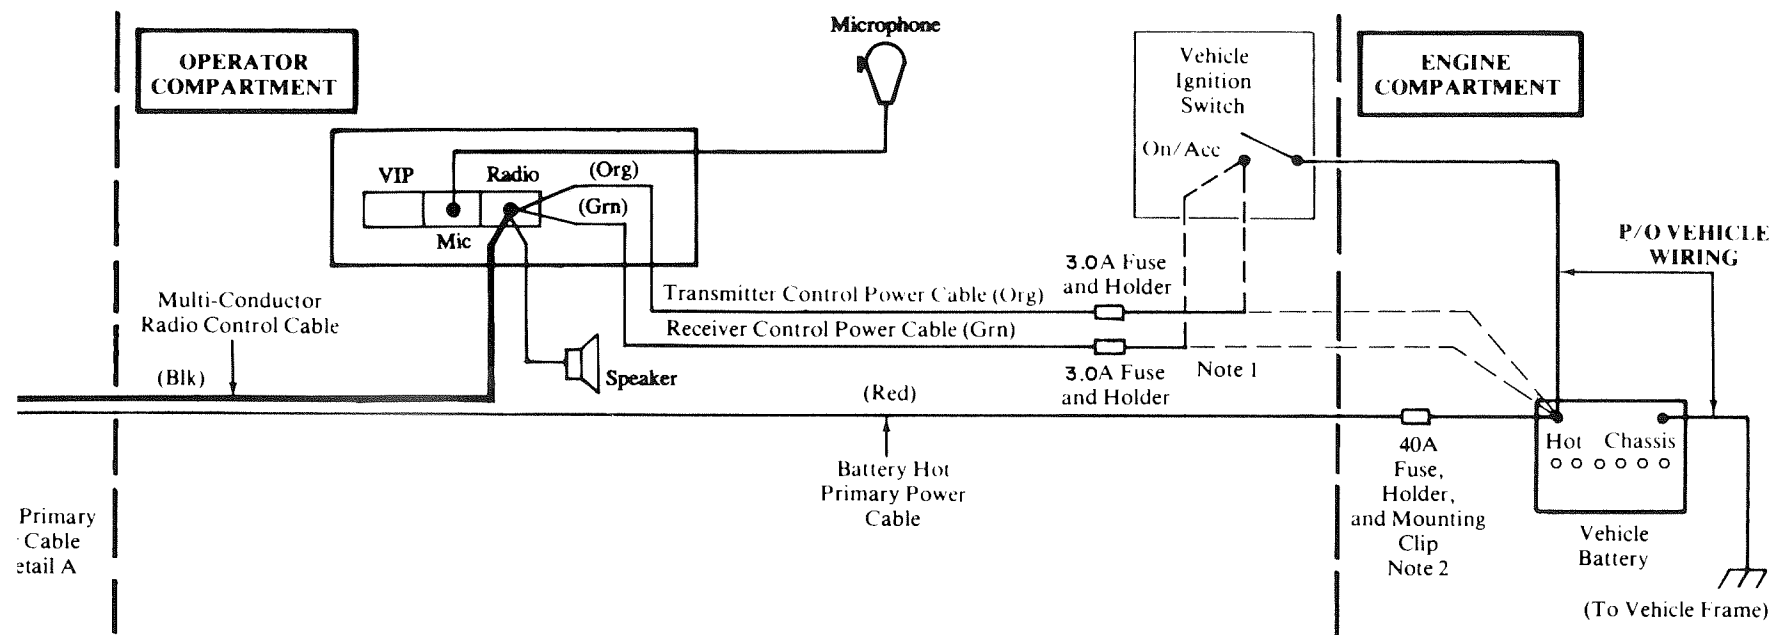 Microphone
OPERATOR
COMPARTMENT
Vehicle
Ignition
Switch
ENGINE
COMPARTMENT
On/Acc
VIP
Radio
(Org)
(Grn)
Mic
P/O VEHICLE
WIRING
3.0A Fuse
and Holder
Multi-Conductor
Radio Control Cable
Transmitter Control Power Cable (Org)
Receiver Control Power Cable (Grn)
(Blk)
Speaker
(Red)
3.0A Fuse
and Holder
Note 1
Hot Chassis
40A
Fuse,
Holder,
and Mounting
Clip
Note 2
Battery Hot
Primary Power
Cable
Primary
Cable
etail A
Vehicle
Battery
(To Vehicle Frame)